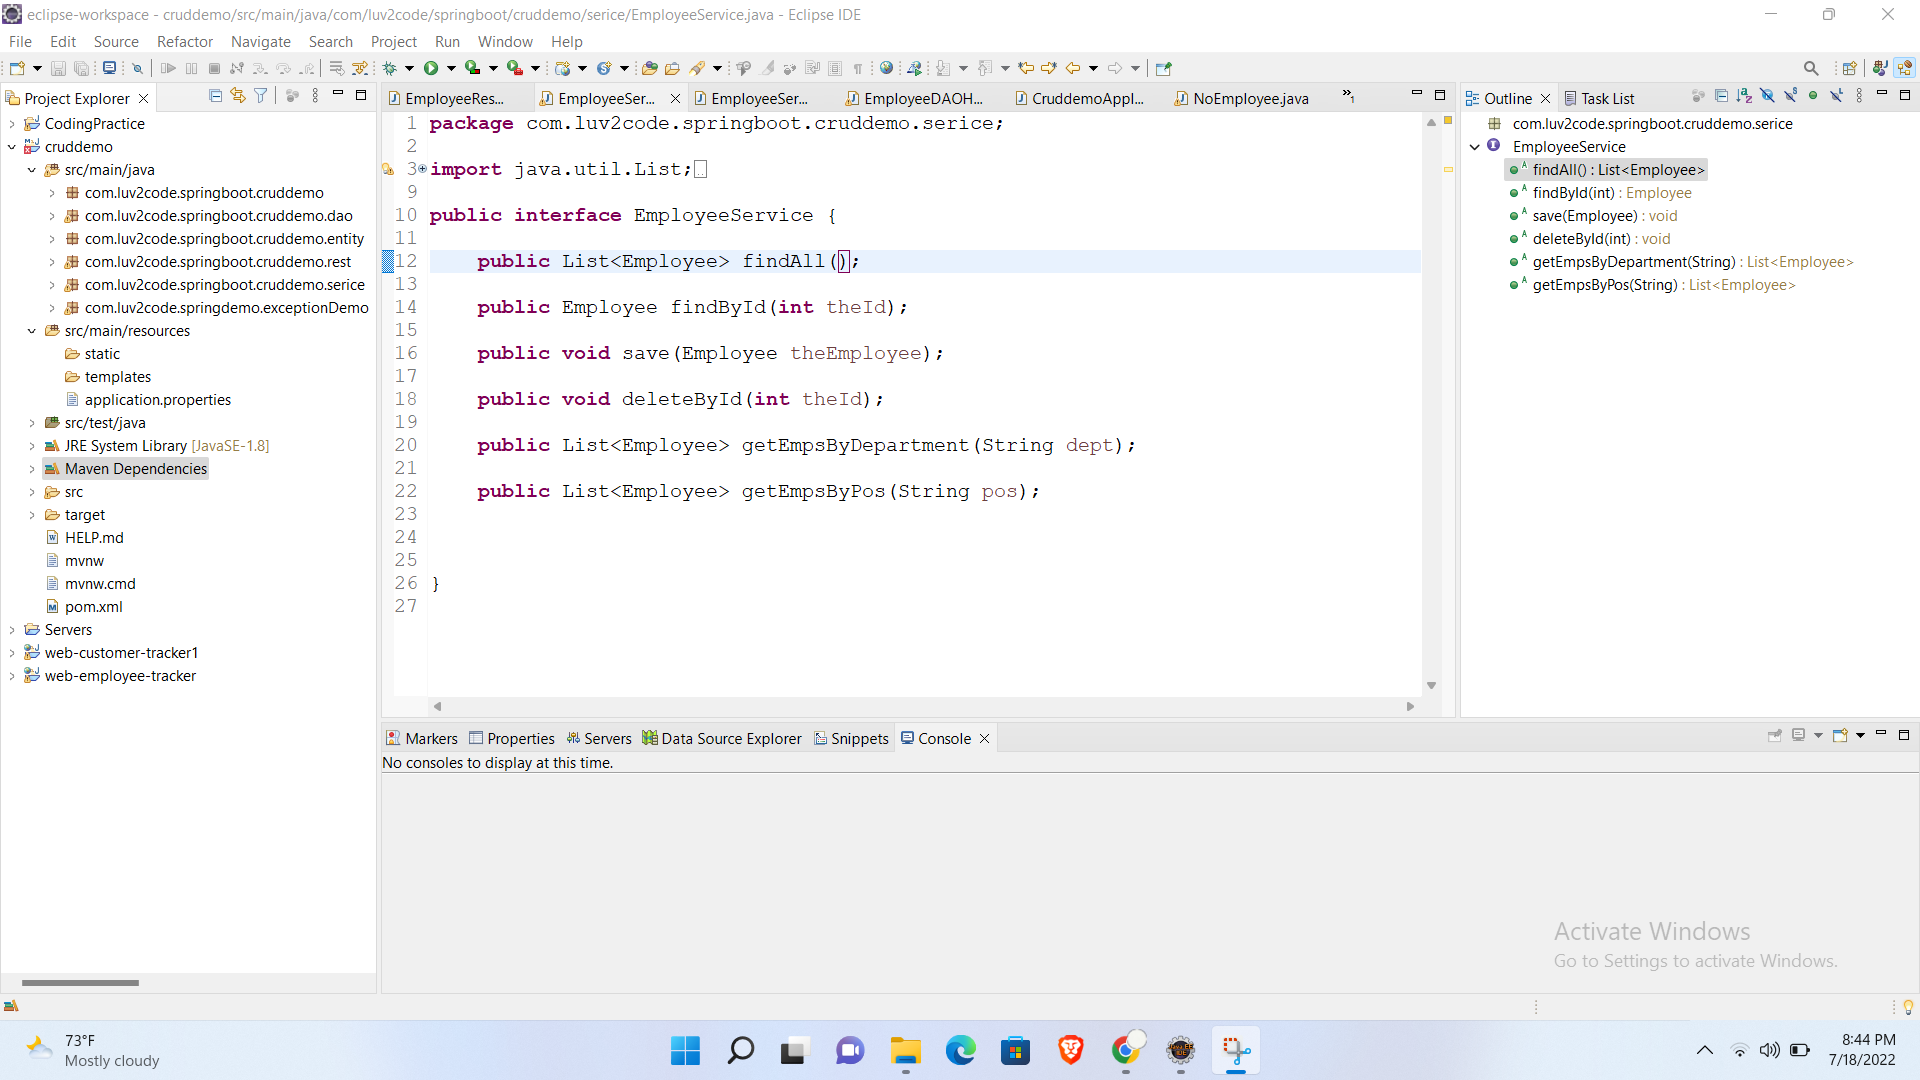 eclipse-workspace - cruddemo/src/main/java/com/luv2code/springboot/cruddemo/serice/EmployeeService.java - Eclipse IDE
File Edit Source Refactor Navigate Search Project Run Window Help
Project Explorer
CodingPractice
cruddemo
src/main/java
com.luv2code.springboot.cruddemo
com.luv2code.springboot.cruddemo.dao
com.luv2code.springboot.cruddemo.entity
com.luv2code.springboot.cruddemo.rest
com.luv2code.springboot.cruddemo.serice
com.luv2code.springdemo.exceptionDemo
src/main/resources
static
templates
application.properties
src/test/java
JRE System Library [JavaSE-1.8]
Maven Dependencies
src
target
HELP.md
mvnw
mvnw.cmd
pom.xml
Servers
web-customer-tracker1
web-employee-tracker
EmployeeRes... EmployeeSer... EmployeeSer... EmployeeDAOH... CruddemoAppl... NoEmployee.java »1
1 package com.luv2code.springboot.cruddemo.serice;
2
3 import java.util.List;
9
10 public interface EmployeeService {
11
12 public List<Employee> findAll();
13
14 public Employee findById(int theId);
15
16 public void save(Employee theEmployee);
17
18 public void deleteById(int theId);
19
20 public List<Employee> getEmpsByDepartment(String dept);
21
22 public List<Employee> getEmpsByPos(String pos);
23
24
25
26 }
27
Outline Task List
com.luv2code.springboot.cruddemo.serice
EmployeeService
findAll() : List<Employee>
findById(int) : Employee
save(Employee) : void
deleteById(int) : void
getEmpsByDepartment(String) : List<Employee>
getEmpsByPos(String) : List<Employee>
Markers Properties Servers Data Source Explorer Snippets Console
No consoles to display at this time.
Activate Windows
Go to Settings to activate Windows.
73°F
Mostly cloudy
8:44 PM
7/18/2022